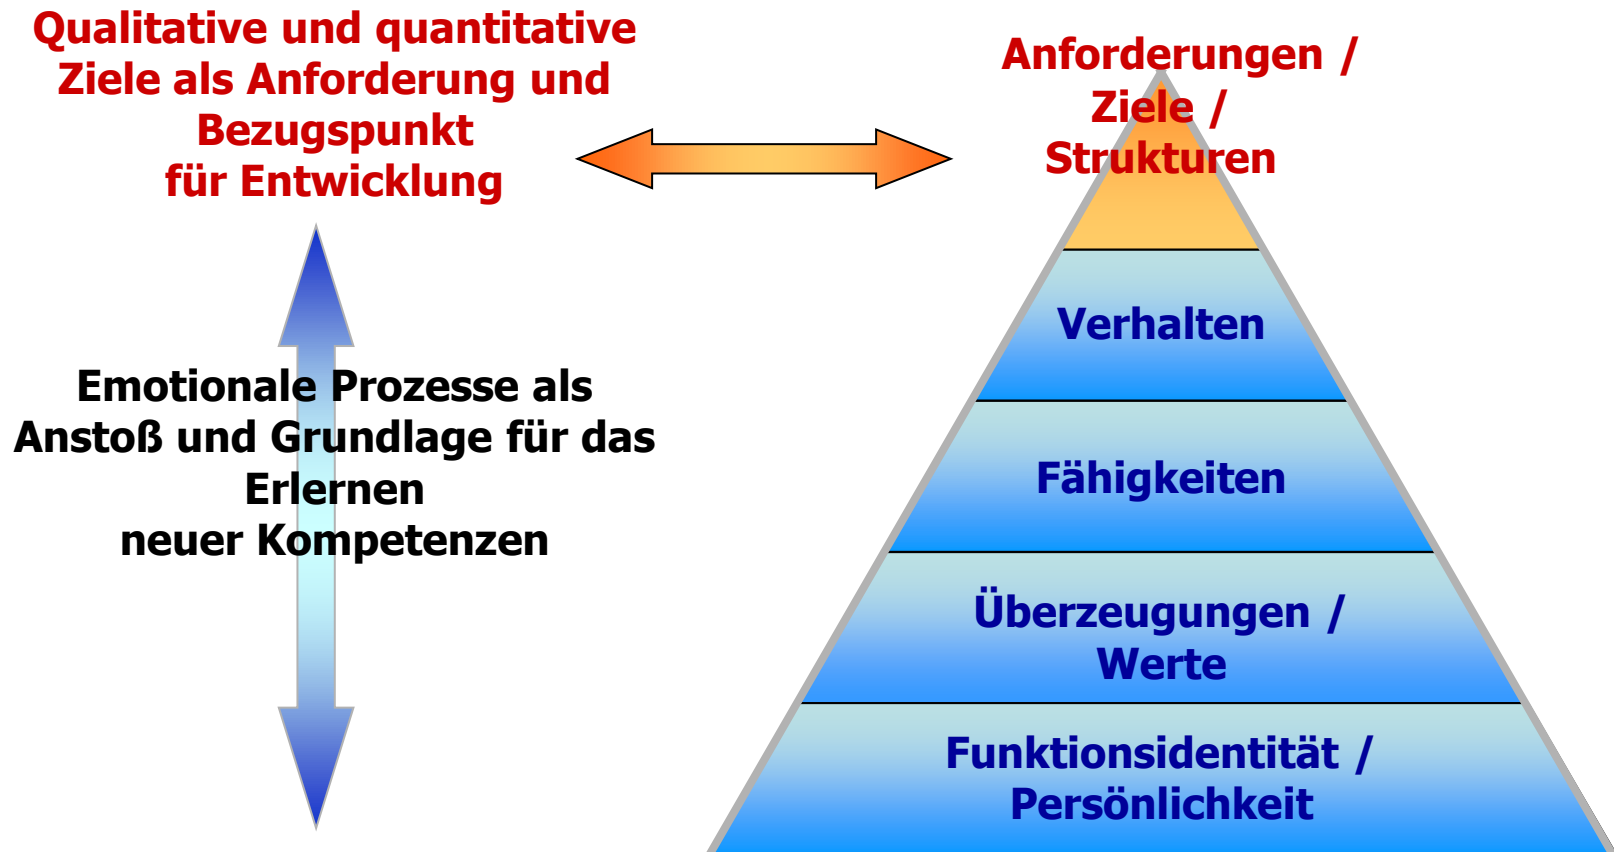 Qualitative und quantitative
Ziele als Anforderung und
Bezugspunkt
für Entwicklung
Emotionale Prozesse als
Anstoß und Grundlage für das
Erlernen
neuer Kompetenzen
Anforderungen /
Ziele /
Strukturen
Verhalten
Fähigkeiten
Überzeugungen /
Werte
Funktionsidentität /
Persönlichkeit